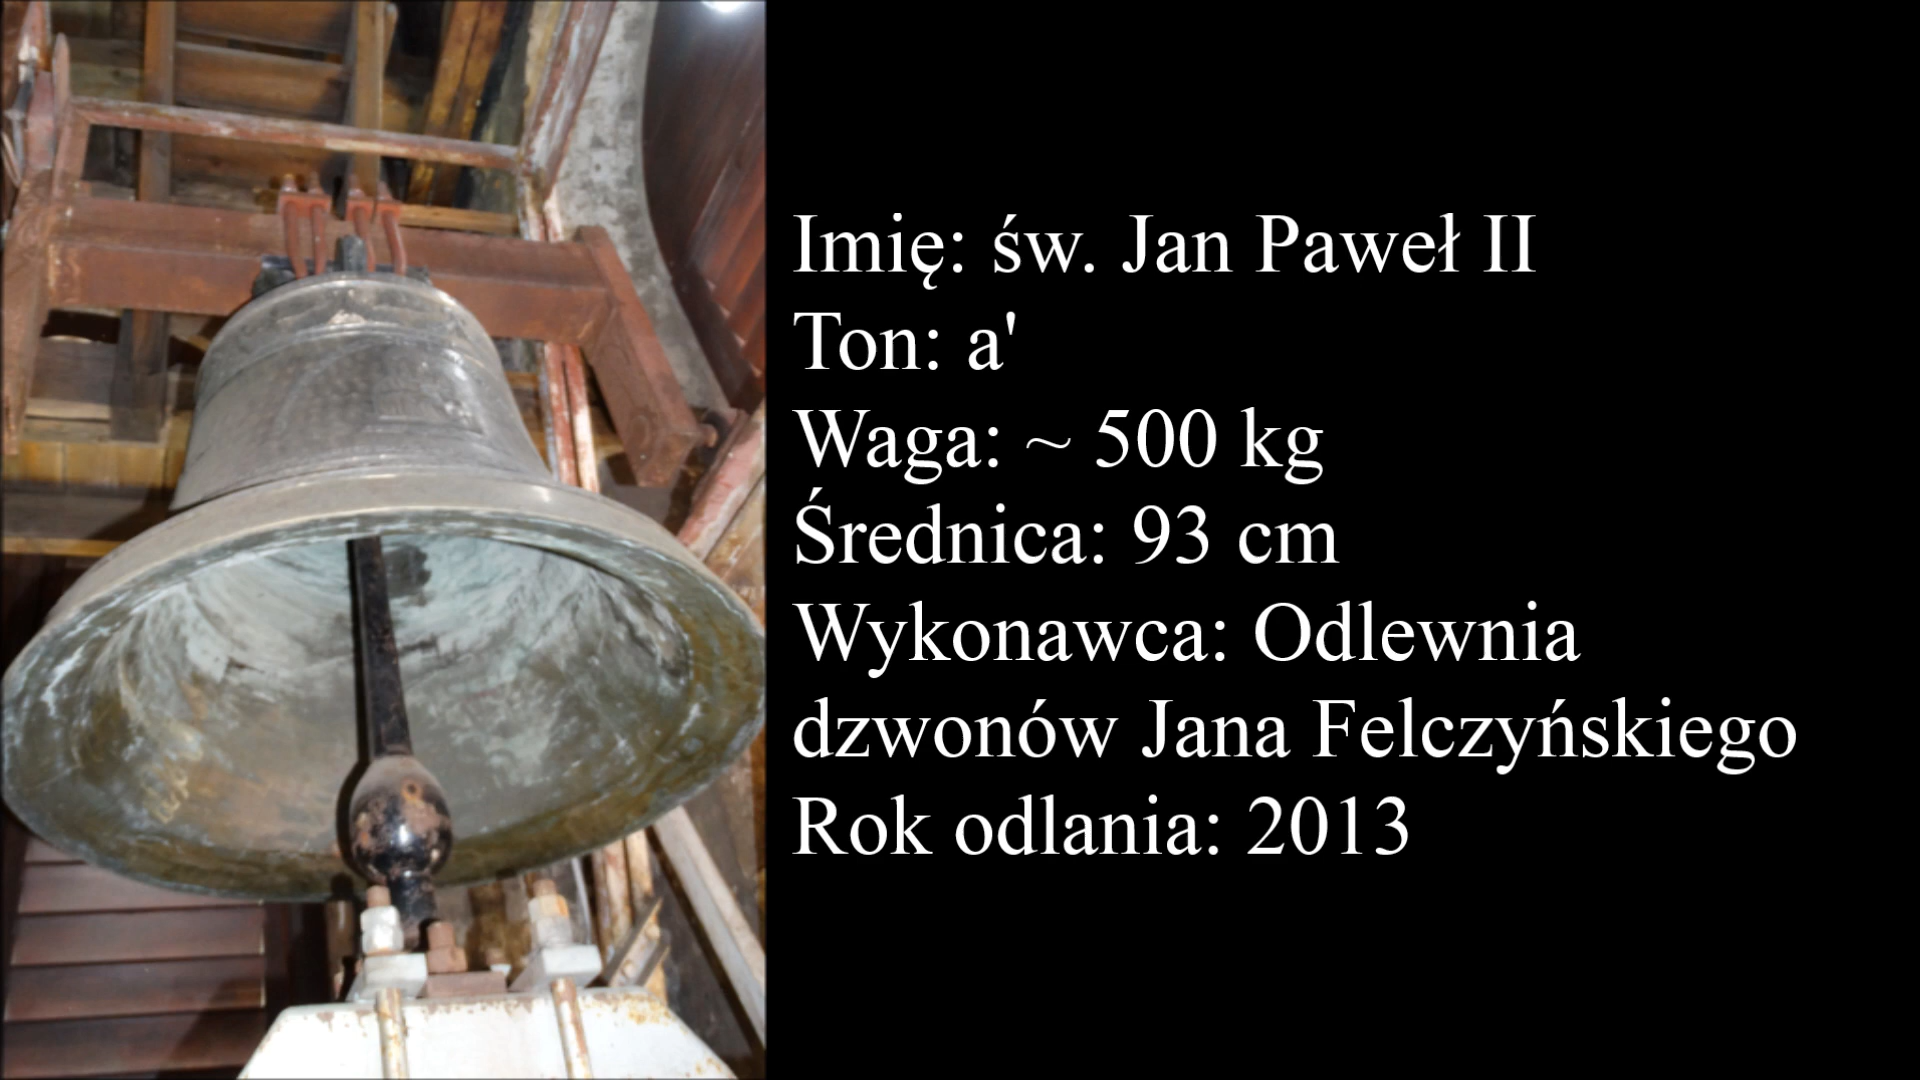 Imię: św. Jan Paweł II
Ton: a'
Waga: ~ 500 kg
Średnica: 93 cm
Wykonawca: Odlewnia
dzwonów Jana Felczyńskiego
Rok odlania: 2013